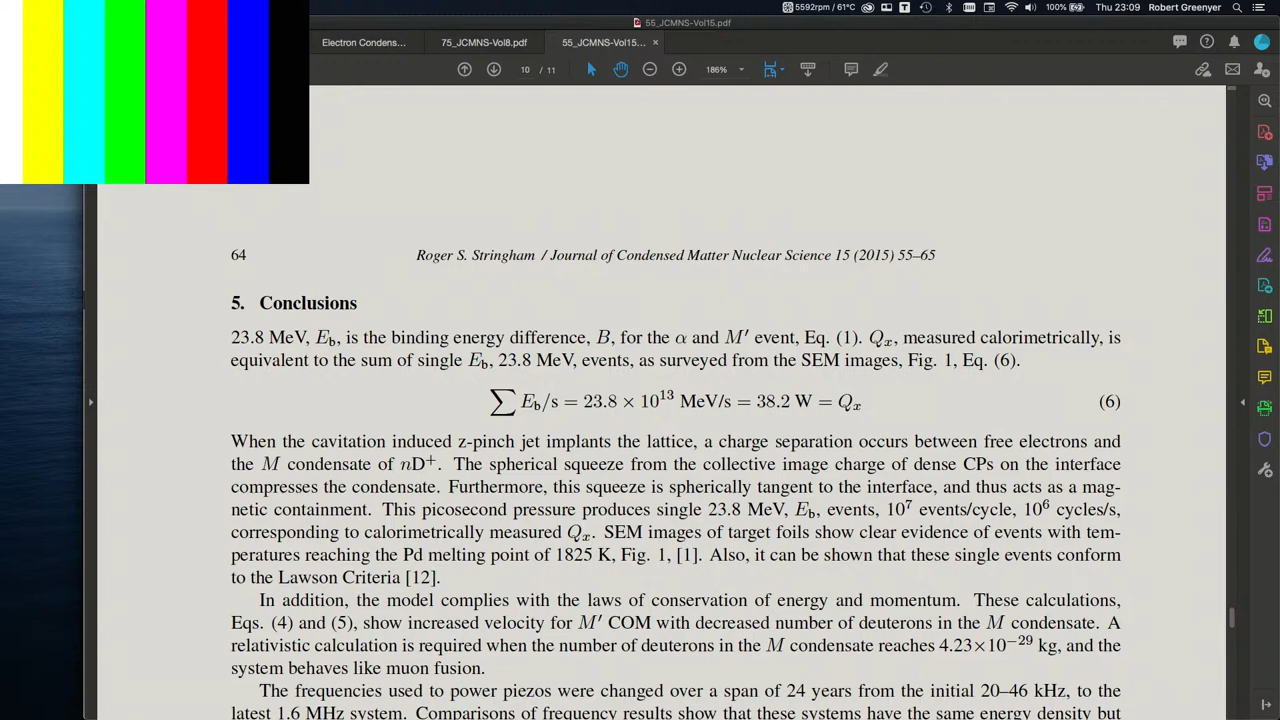 5592rpm / 61°C
100%
Thu 23:09
Robert Greenyer
55_JCMNS-Vol15.pdf
Electron Condens...
75_JCMNS-Vol8.pdf
55_JCMNS-Vol15... ×
10 / 11
186%
64
Roger S. Stringham / Journal of Condensed Matter Nuclear Science 15 (2015) 55–65
5. Conclusions
23.8 MeV, E_b, is the binding energy difference, B, for the α and M′ event, Eq. (1). Q_x, measured calorimetrically, is
equivalent to the sum of single E_b, 23.8 MeV, events, as surveyed from the SEM images, Fig. 1, Eq. (6).
∑ E_b/s = 23.8 × 10^13 MeV/s = 38.2 W = Q_x (6)
When the cavitation induced z-pinch jet implants the lattice, a charge separation occurs between free electrons and
the M condensate of nD⁺. The spherical squeeze from the collective image charge of dense CPs on the interface
compresses the condensate. Furthermore, this squeeze is spherically tangent to the interface, and thus acts as a mag-
netic containment. This picosecond pressure produces single 23.8 MeV, E_b, events, 10^7 events/cycle, 10^6 cycles/s,
corresponding to calorimetrically measured Q_x. SEM images of target foils show clear evidence of events with tem-
peratures reaching the Pd melting point of 1825 K, Fig. 1, [1]. Also, it can be shown that these single events conform
to the Lawson Criteria [12].
In addition, the model complies with the laws of conservation of energy and momentum. These calculations,
Eqs. (4) and (5), show increased velocity for M′ COM with decreased number of deuterons in the M condensate. A
relativistic calculation is required when the number of deuterons in the M condensate reaches 4.23×10^−29 kg, and the
system behaves like muon fusion.
The frequencies used to power piezos were changed over a span of 24 years from the initial 20–46 kHz, to the
latest 1.6 MHz system. Comparisons of frequency results show that these systems have the same energy density but